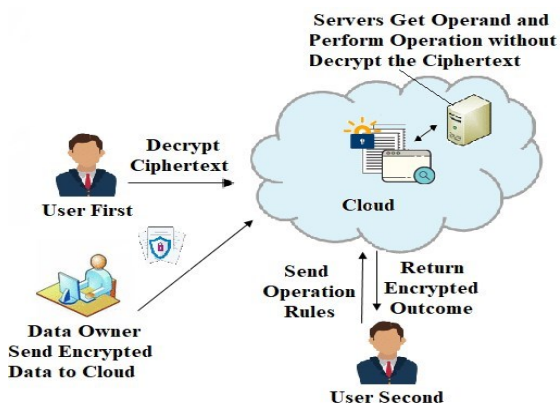 Servers Get Operand and
Perform Operation without
Decrypt the Ciphertext
Decrypt
Ciphertext
User First
Cloud
Data Owner
Send Encrypted
Data to Cloud
Send
Operation
Rules
Return
Encrypted
Outcome
User Second